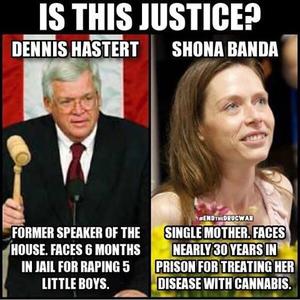 IS THIS JUSTICE?
DENNIS HASTERT
FORMER SPEAKER OF THE
HOUSE. FACES 6 MONTHS
IN JAIL FOR RAPING 5
LITTLE BOYS.
SHONA BANDA
#ENDTHEDRUGWAR
SINGLE MOTHER. FACES
NEARLY 30 YEARS IN
PRISON FOR TREATING HER
DISEASE WITH CANNABIS.